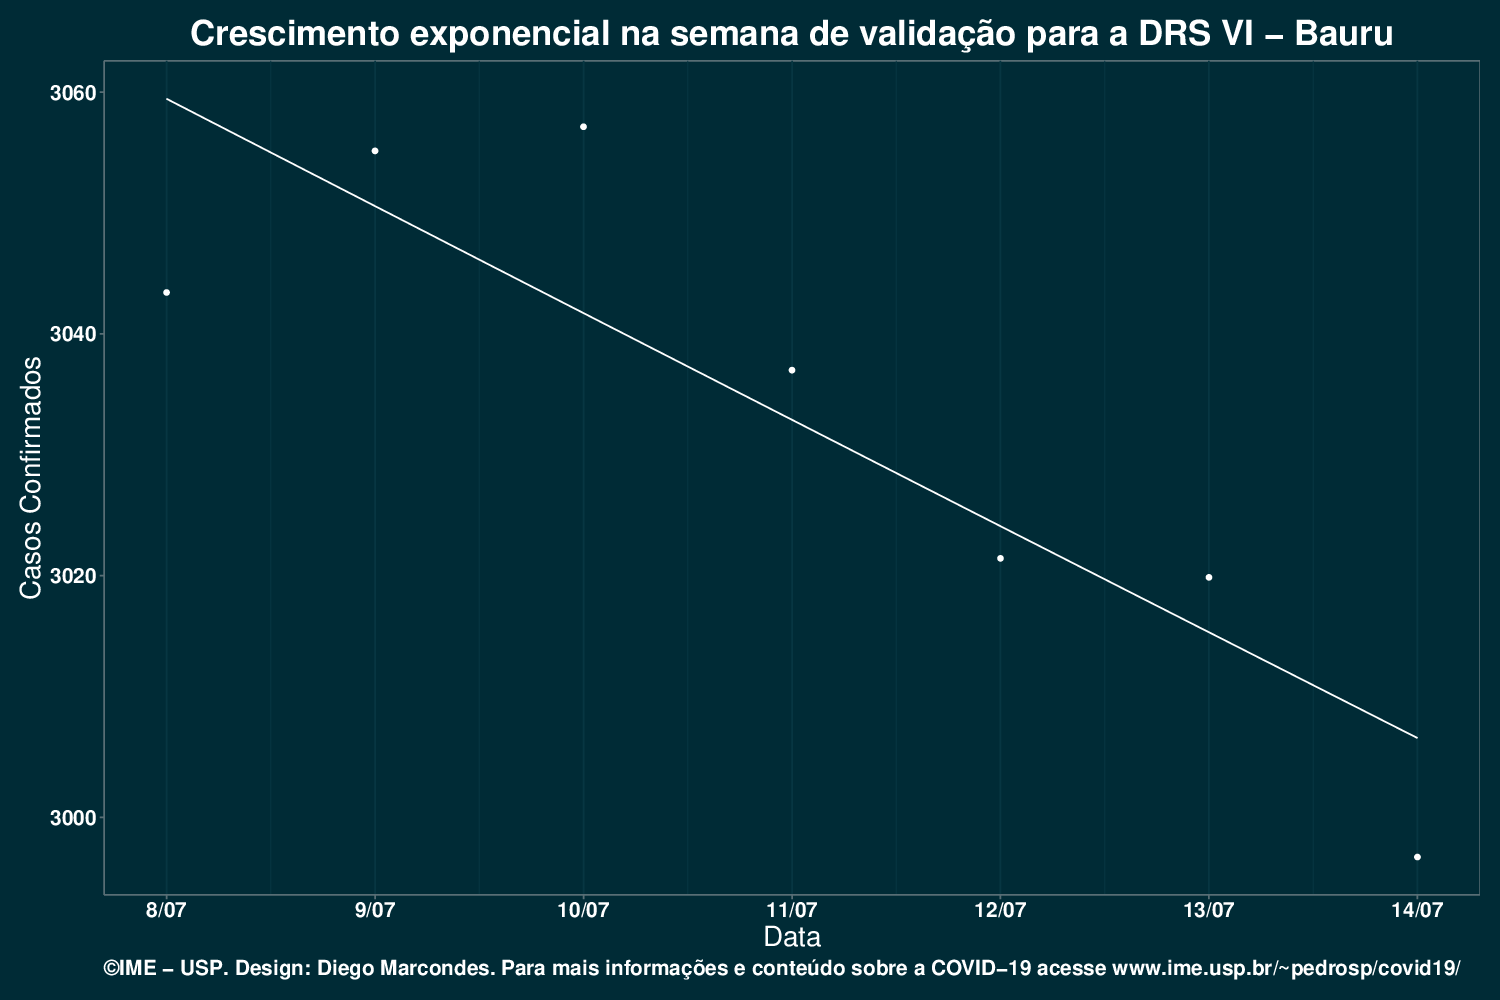 Crescimento exponencial na semana de validação para a DRS VI − Bauru
Casos Confirmados
3060
3040
3020
3000
8/07 9/07 10/07 11/07 12/07 13/07 14/07
Data
©IME − USP. Design: Diego Marcondes. Para mais informações e conteúdo sobre a COVID−19 acesse www.ime.usp.br/~pedrosp/covid19/